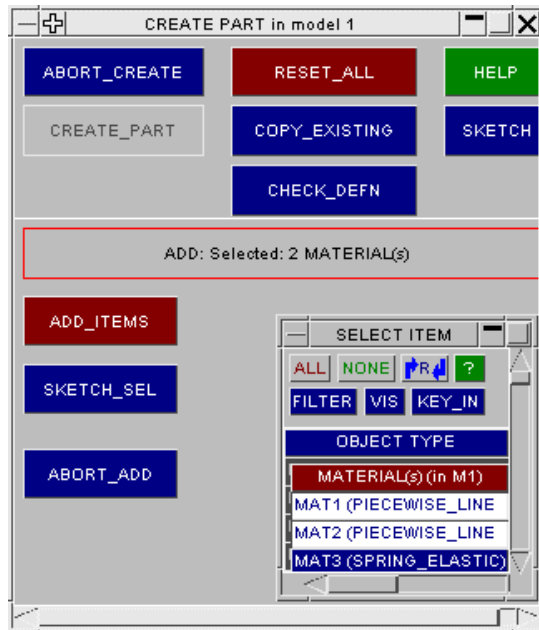 CREATE PART in model 1
ABORT_CREATE RESET_ALL HELP
CREATE_PART COPY_EXISTING SKETCH
CHECK_DEFN
ADD: Selected: 2 MATERIAL(s)
ADD_ITEMS
SKETCH_SEL
ABORT_ADD
SELECT ITEM
ALL NONE R ?
FILTER VIS KEY_IN
OBJECT TYPE
MATERIAL(s) (in M1)
MAT1 (PIECEWISE_LINE
MAT2 (PIECEWISE_LINE
MAT3 (SPRING_ELASTIC)